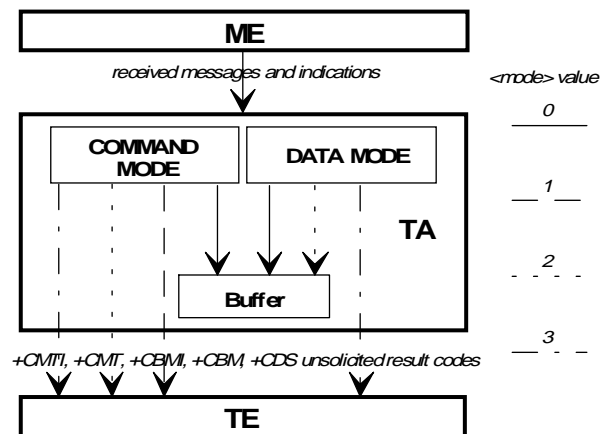 ME
received messages and indications
<mode> value
0
COMMAND MODE
DATA MODE
1
TA
2
Buffer
3
+CMT'I, +CMT, +CBMI, +CBM, +CDS unsolicited result codes
TE